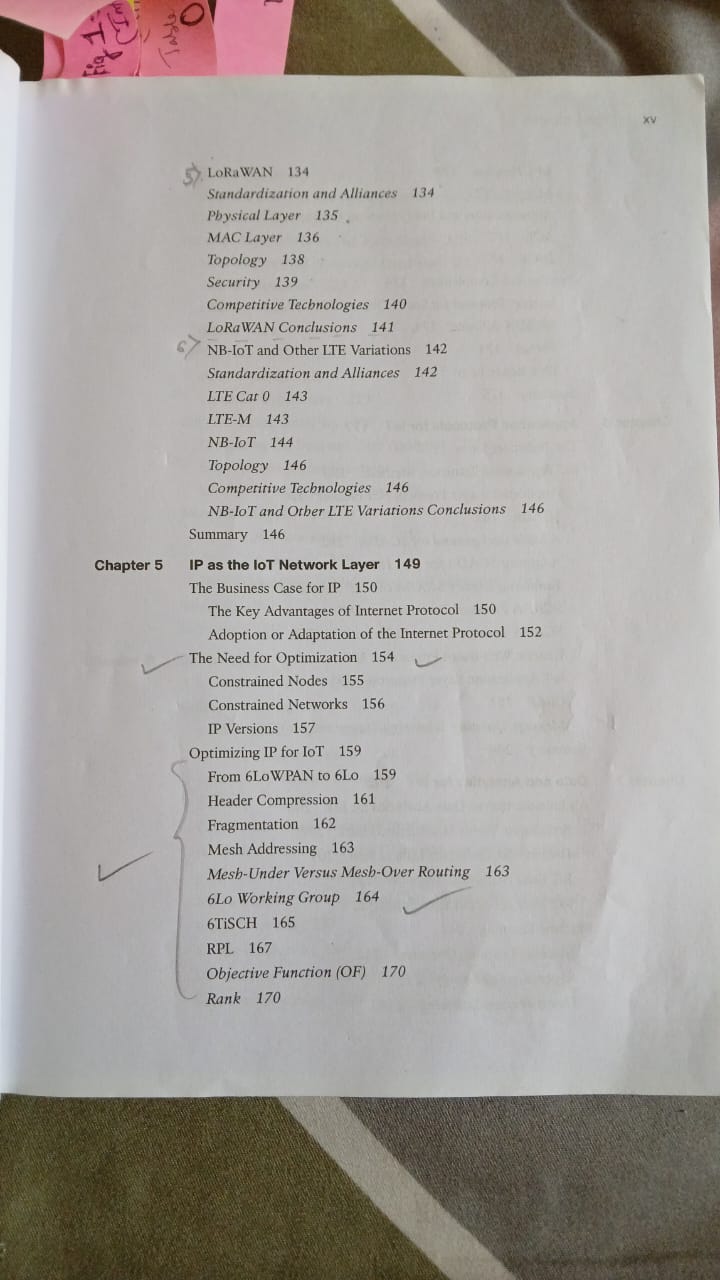 Fig 1.
Table
xv
5) LoRaWAN 134
Standardization and Alliances 134
Physical Layer 135
MAC Layer 136
Topology 138
Security 139
Competitive Technologies 140
LoRaWAN Conclusions 141
6) NB-IoT and Other LTE Variations 142
Standardization and Alliances 142
LTE Cat 0 143
LTE-M 143
NB-IoT 144
Topology 146
Competitive Technologies 146
NB-IoT and Other LTE Variations Conclusions 146
Summary 146
Chapter 5 IP as the IoT Network Layer 149
The Business Case for IP 150
The Key Advantages of Internet Protocol 150
Adoption or Adaptation of the Internet Protocol 152
The Need for Optimization 154
Constrained Nodes 155
Constrained Networks 156
IP Versions 157
Optimizing IP for IoT 159
From 6LoWPAN to 6Lo 159
Header Compression 161
Fragmentation 162
Mesh Addressing 163
Mesh-Under Versus Mesh-Over Routing 163
6Lo Working Group 164
6TiSCH 165
RPL 167
Objective Function (OF) 170
Rank 170